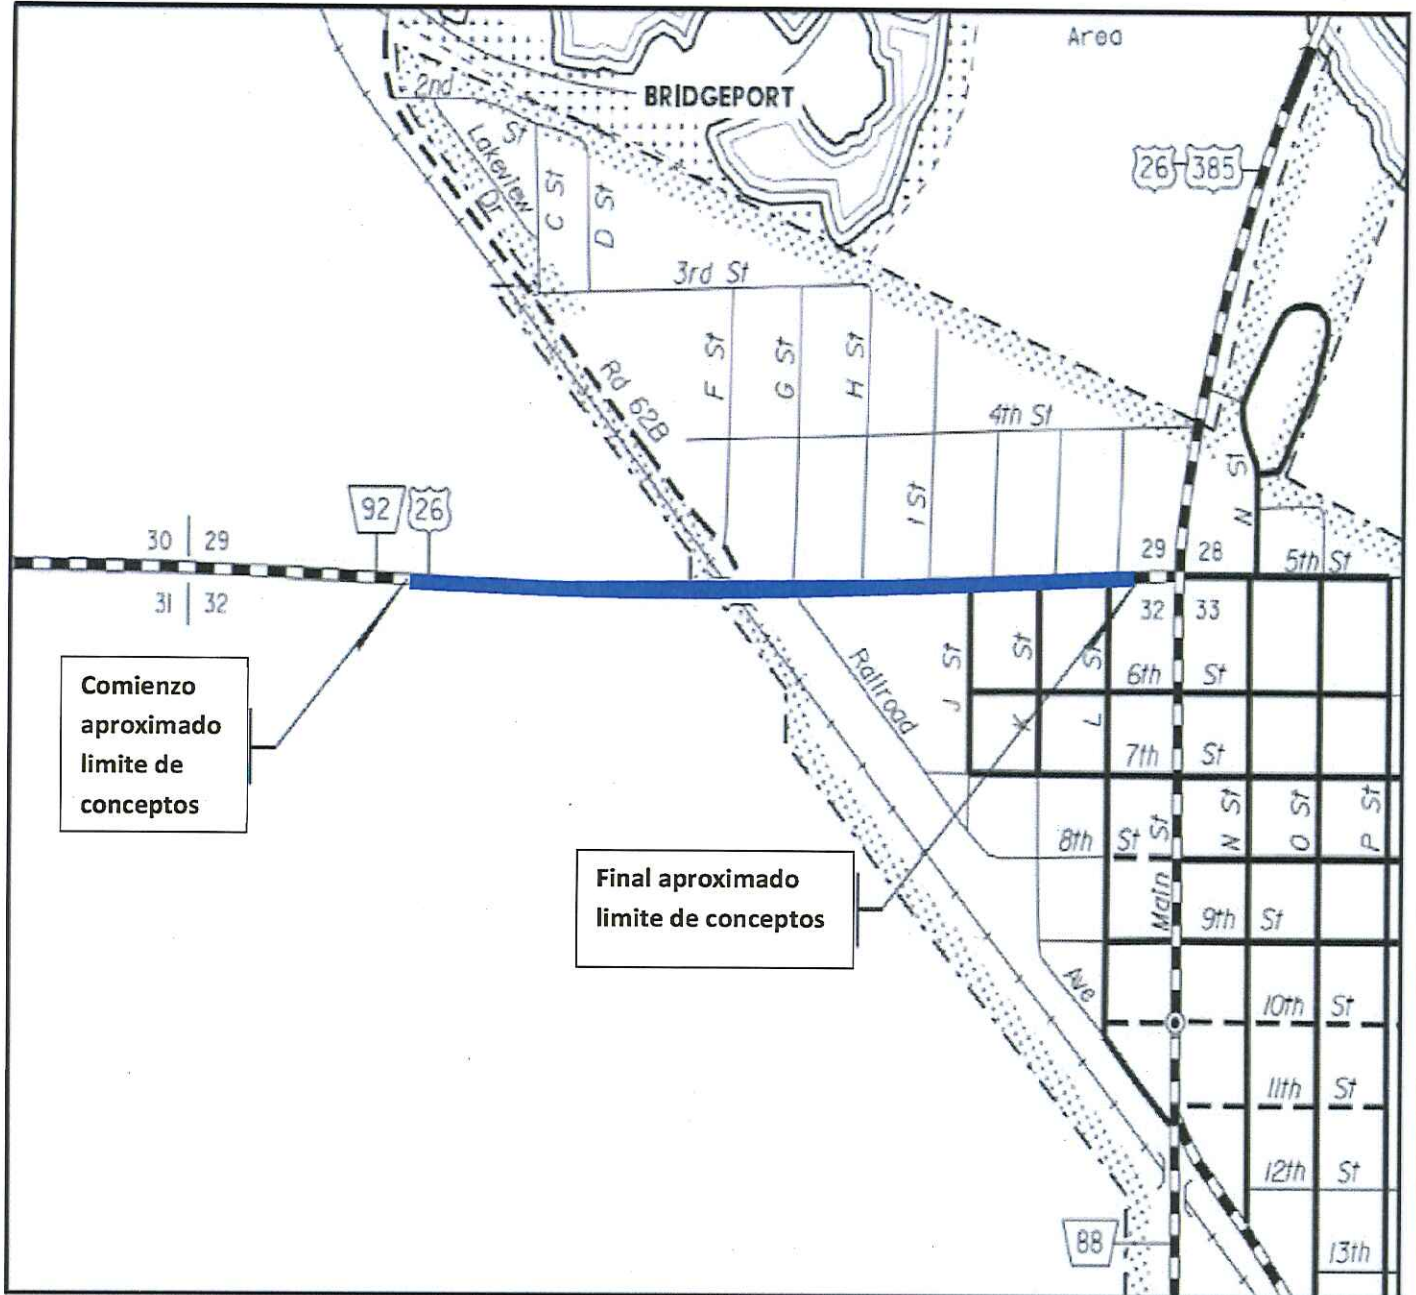 Area
2nd
St
BRIDGEPORT
Lakeview
Dr
C St
D St
26
385
3rd St
F St
G St
H St
Rd 62B
4th St
I St
N St
92
26
30
29
29
28
5th St
31
32
32
33
J St
K St
L St
6th St
Comienzo
aproximado
limite de
conceptos
Railroad
7th St
N St
O St
P St
8th St
Main St
Final aproximado
limite de conceptos
9th St
Ave
10th St
11th St
12th St
88
13th